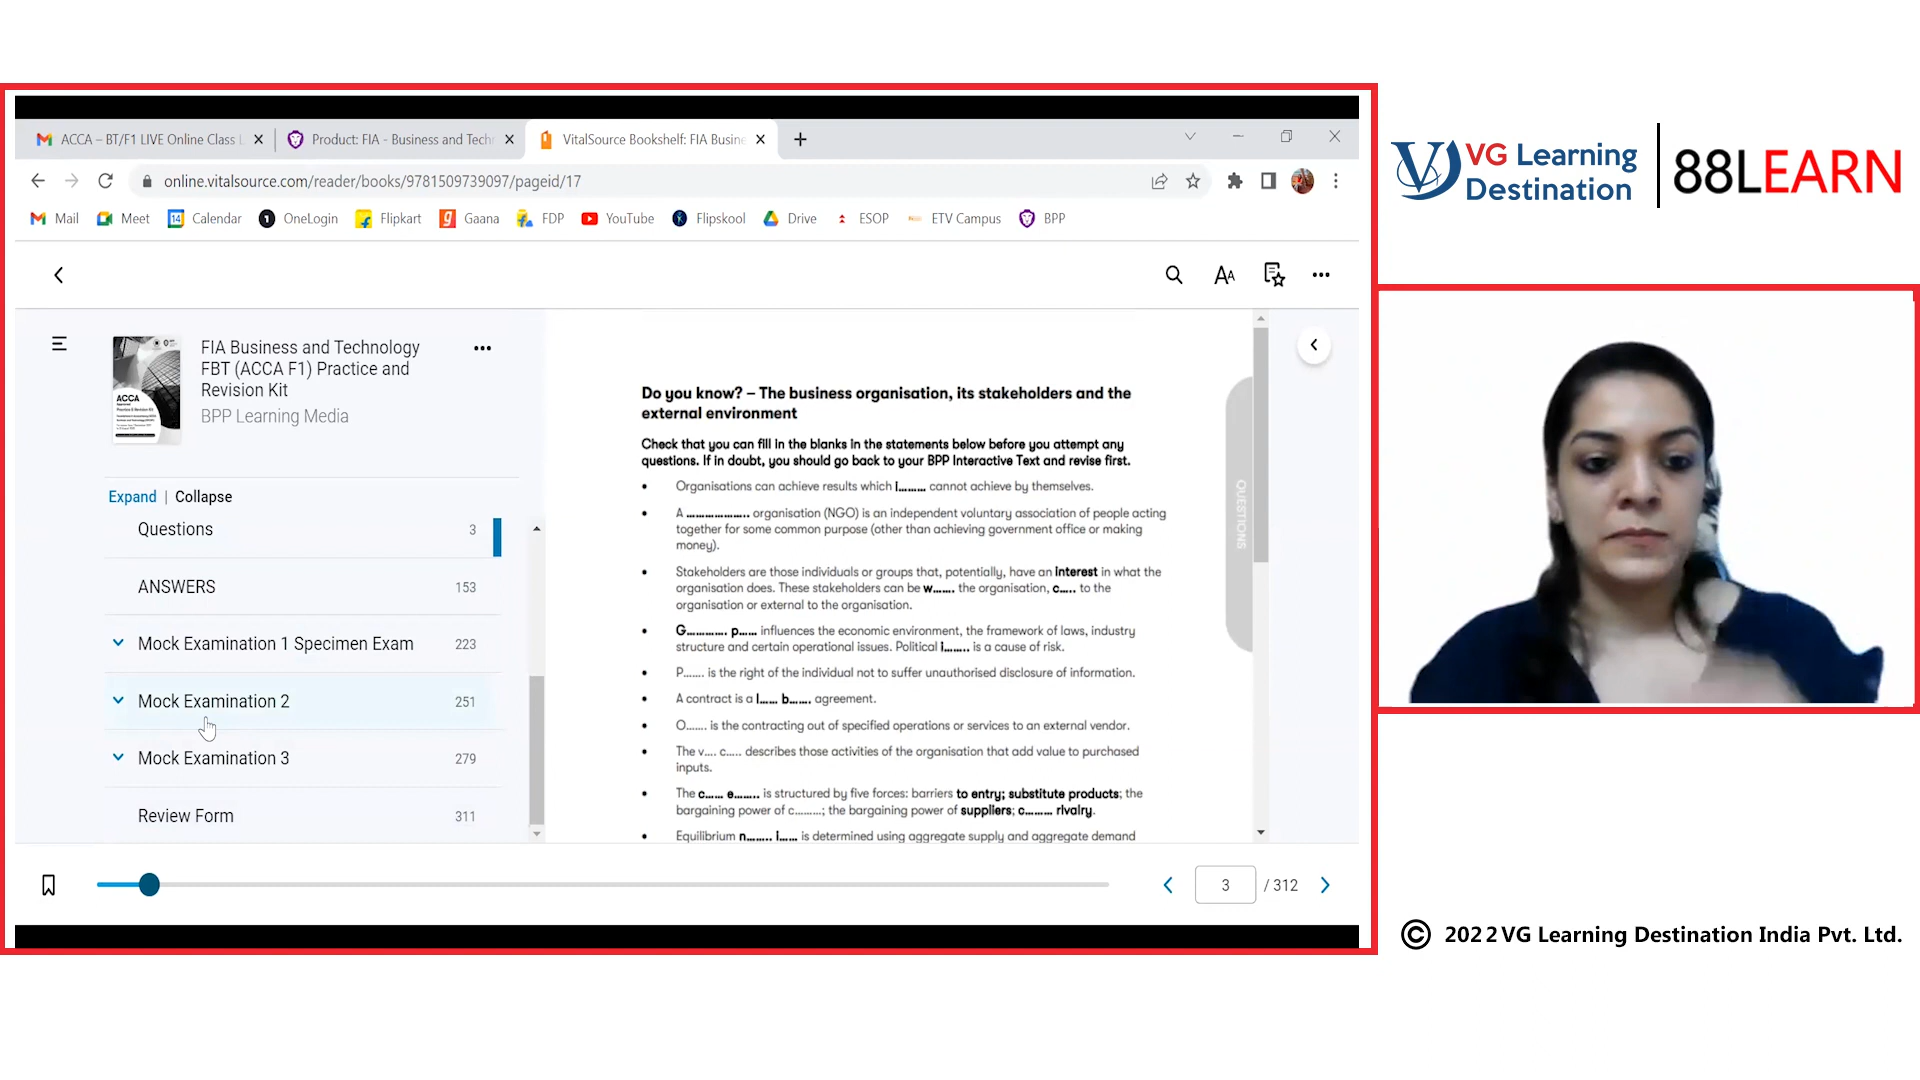 ACCA – BT/F1 LIVE Online Class L
Product: FIA - Business and Techn
VitalSource Bookshelf: FIA Busine
online.vitalsource.com/reader/books/9781509739097/pageid/17
Mail
Meet
Calendar
OneLogin
Flipkart
Gaana
FDP
YouTube
Flipskool
Drive
ESOP
ETV Campus
BPP
FIA Business and Technology
FBT (ACCA F1) Practice and
Revision Kit
BPP Learning Media
ACCA
Expand | Collapse
Questions 3
ANSWERS 153
Mock Examination 1 Specimen Exam 223
Mock Examination 2 251
Mock Examination 3 279
Review Form 311
Do you know? – The business organisation, its stakeholders and the
external environment
Check that you can fill in the blanks in the statements below before you attempt any
questions. If in doubt, you should go back to your BPP Interactive Text and revise first.
• Organisations can achieve results which i......... cannot achieve by themselves.
• A .................. organisation (NGO) is an independent voluntary association of people acting
together for some common purpose (other than achieving government office or making
money).
• Stakeholders are those individuals or groups that, potentially, have an interest in what the
organisation does. These stakeholders can be w....... the organisation, c..... to the
organisation or external to the organisation.
• G............ p...... influences the economic environment, the framework of laws, industry
structure and certain operational issues. Political i........ is a cause of risk.
• P....... is the right of the individual not to suffer unauthorised disclosure of information.
• A contract is a l..... b....... agreement.
• O....... is the contracting out of specified operations or services to an external vendor.
• The v.... c..... describes those activities of the organisation that add value to purchased
inputs.
• The c..... e........ is structured by five forces: barriers to entry; substitute products; the
bargaining power of c.........; the bargaining power of suppliers; c......... rivalry.
• Equilibrium n........ i..... is determined using aggregate supply and aggregate demand
QUESTIONS
3 / 312
VG Learning
Destination
88LEARN
© 2022 VG Learning Destination India Pvt. Ltd.